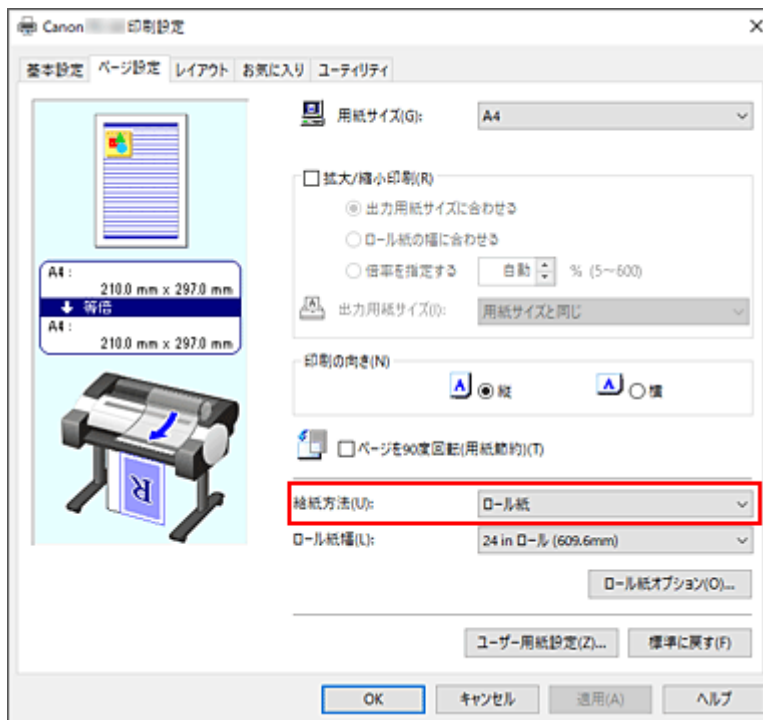 Canon 印刷設定
基本設定 ページ設定 レイアウト お気に入り ユーティリティ
用紙サイズ(G): A4
拡大/縮小印刷(R)
出力用紙サイズに合わせる
ロール紙の幅に合わせる
倍率を指定する 自動 % (5～600)
出力用紙サイズ(I): 用紙サイズと同じ
A4 :
210.0 mm x 297.0 mm
等倍
A4 :
210.0 mm x 297.0 mm
印刷の向き(N)
A 縦 A 横
ページを90度回転(用紙節約)(T)
R
給紙方法(U): ロール紙
ロール紙幅(L): 24 in ロール (609.6mm)
ロール紙オプション(O)...
ユーザー用紙設定(Z)... 標準に戻す(F)
OK キャンセル 適用(A) ヘルプ